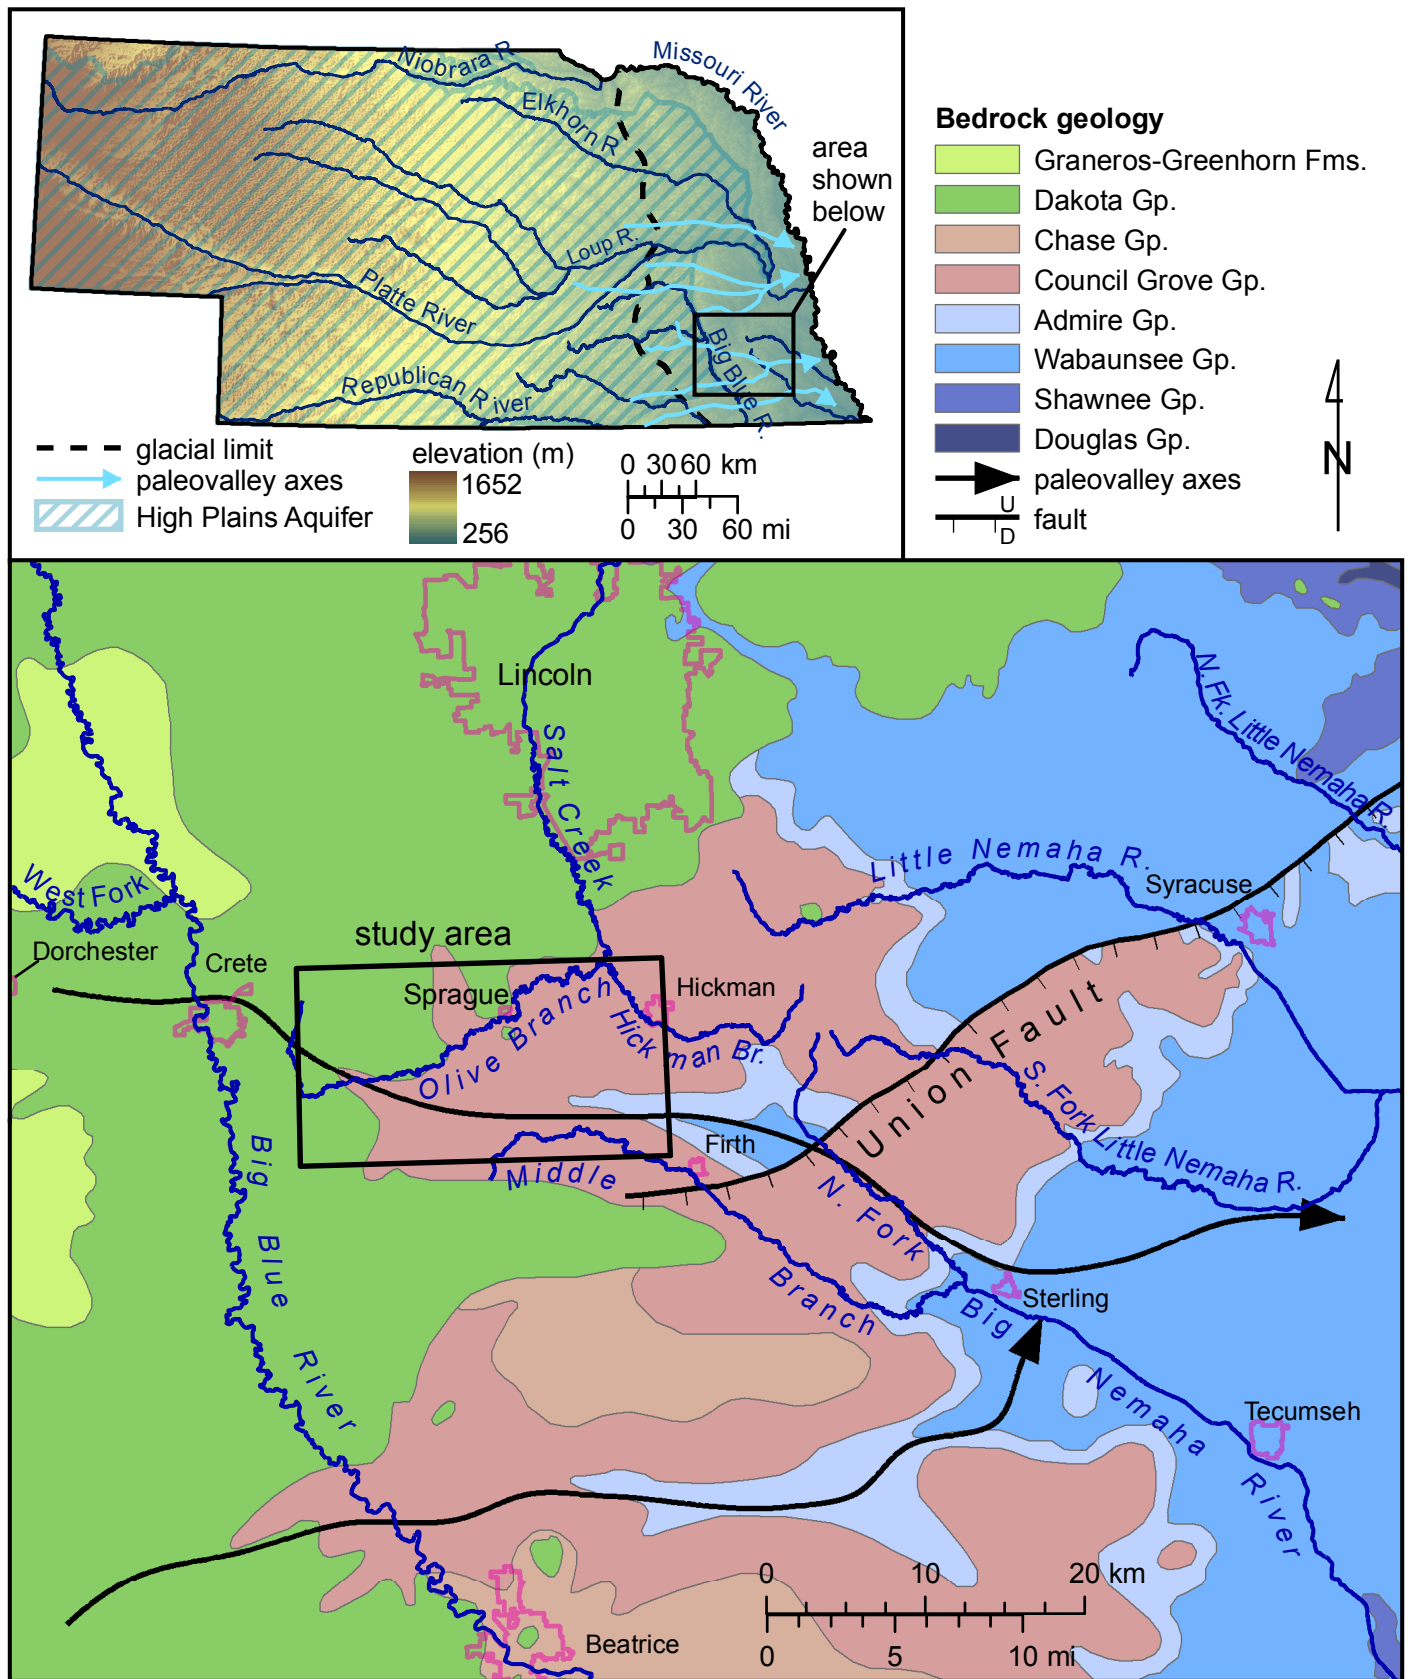 Niobrara R.
Missouri River
Elkhorn R.
area
shown
below
Loup R.
Platte River
Big Blue R.
Republican River
glacial limit
paleovalley axes
High Plains Aquifer
elevation (m)
1652
256
0 30 60 km
0 30 60 mi
Bedrock geology
Graneros-Greenhorn Fms.
Dakota Gp.
Chase Gp.
Council Grove Gp.
Admire Gp.
Wabaunsee Gp.
Shawnee Gp.
Douglas Gp.
paleovalley axes
U
D
fault
N
Lincoln
Salt Creek
N. Fk. Little Nemaha R.
Little Nemaha R.
Syracuse
West Fork
Dorchester
Crete
study area
Sprague
Hickman
Olive Branch
Hickman Br.
Union Fault
S. Fork Little Nemaha R.
Firth
Middle
Branch
N. Fork
Big
Nemaha
River
Sterling
Tecumseh
Big Blue River
Beatrice
0 10 20 km
0 5 10 mi